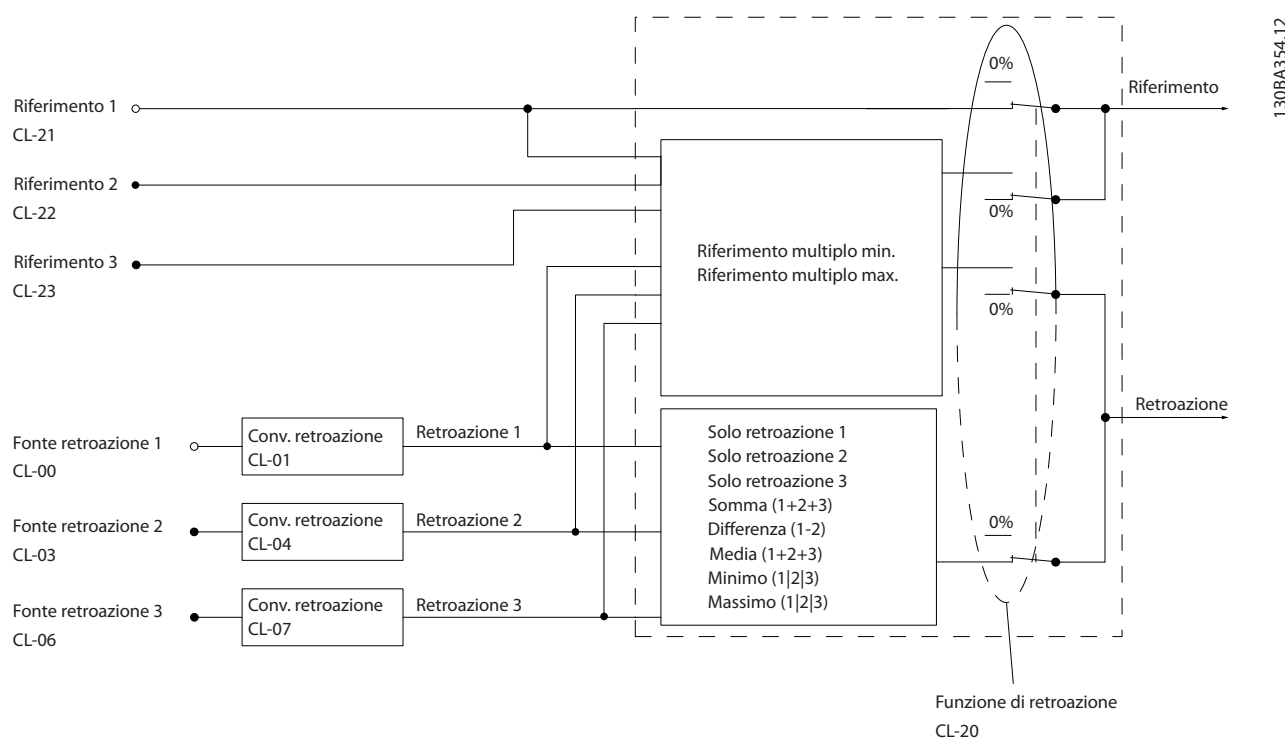 130BA354.12
0%
Riferimento 1
CL-21
Riferimento
Riferimento 2
CL-22
0%
Riferimento 3
CL-23
Riferimento multiplo min.
Riferimento multiplo max.
0%
Retroazione
Fonte retroazione 1
CL-00
Conv. retroazione
CL-01
Retroazione 1
Fonte retroazione 2
CL-03
Conv. retroazione
CL-04
Retroazione 2
Fonte retroazione 3
CL-06
Conv. retroazione
CL-07
Retroazione 3
Solo retroazione 1
Solo retroazione 2
Solo retroazione 3
Somma (1+2+3)
Differenza (1-2)
Media (1+2+3)
Minimo (1|2|3)
Massimo (1|2|3)
0%
Funzione di retroazione
CL-20